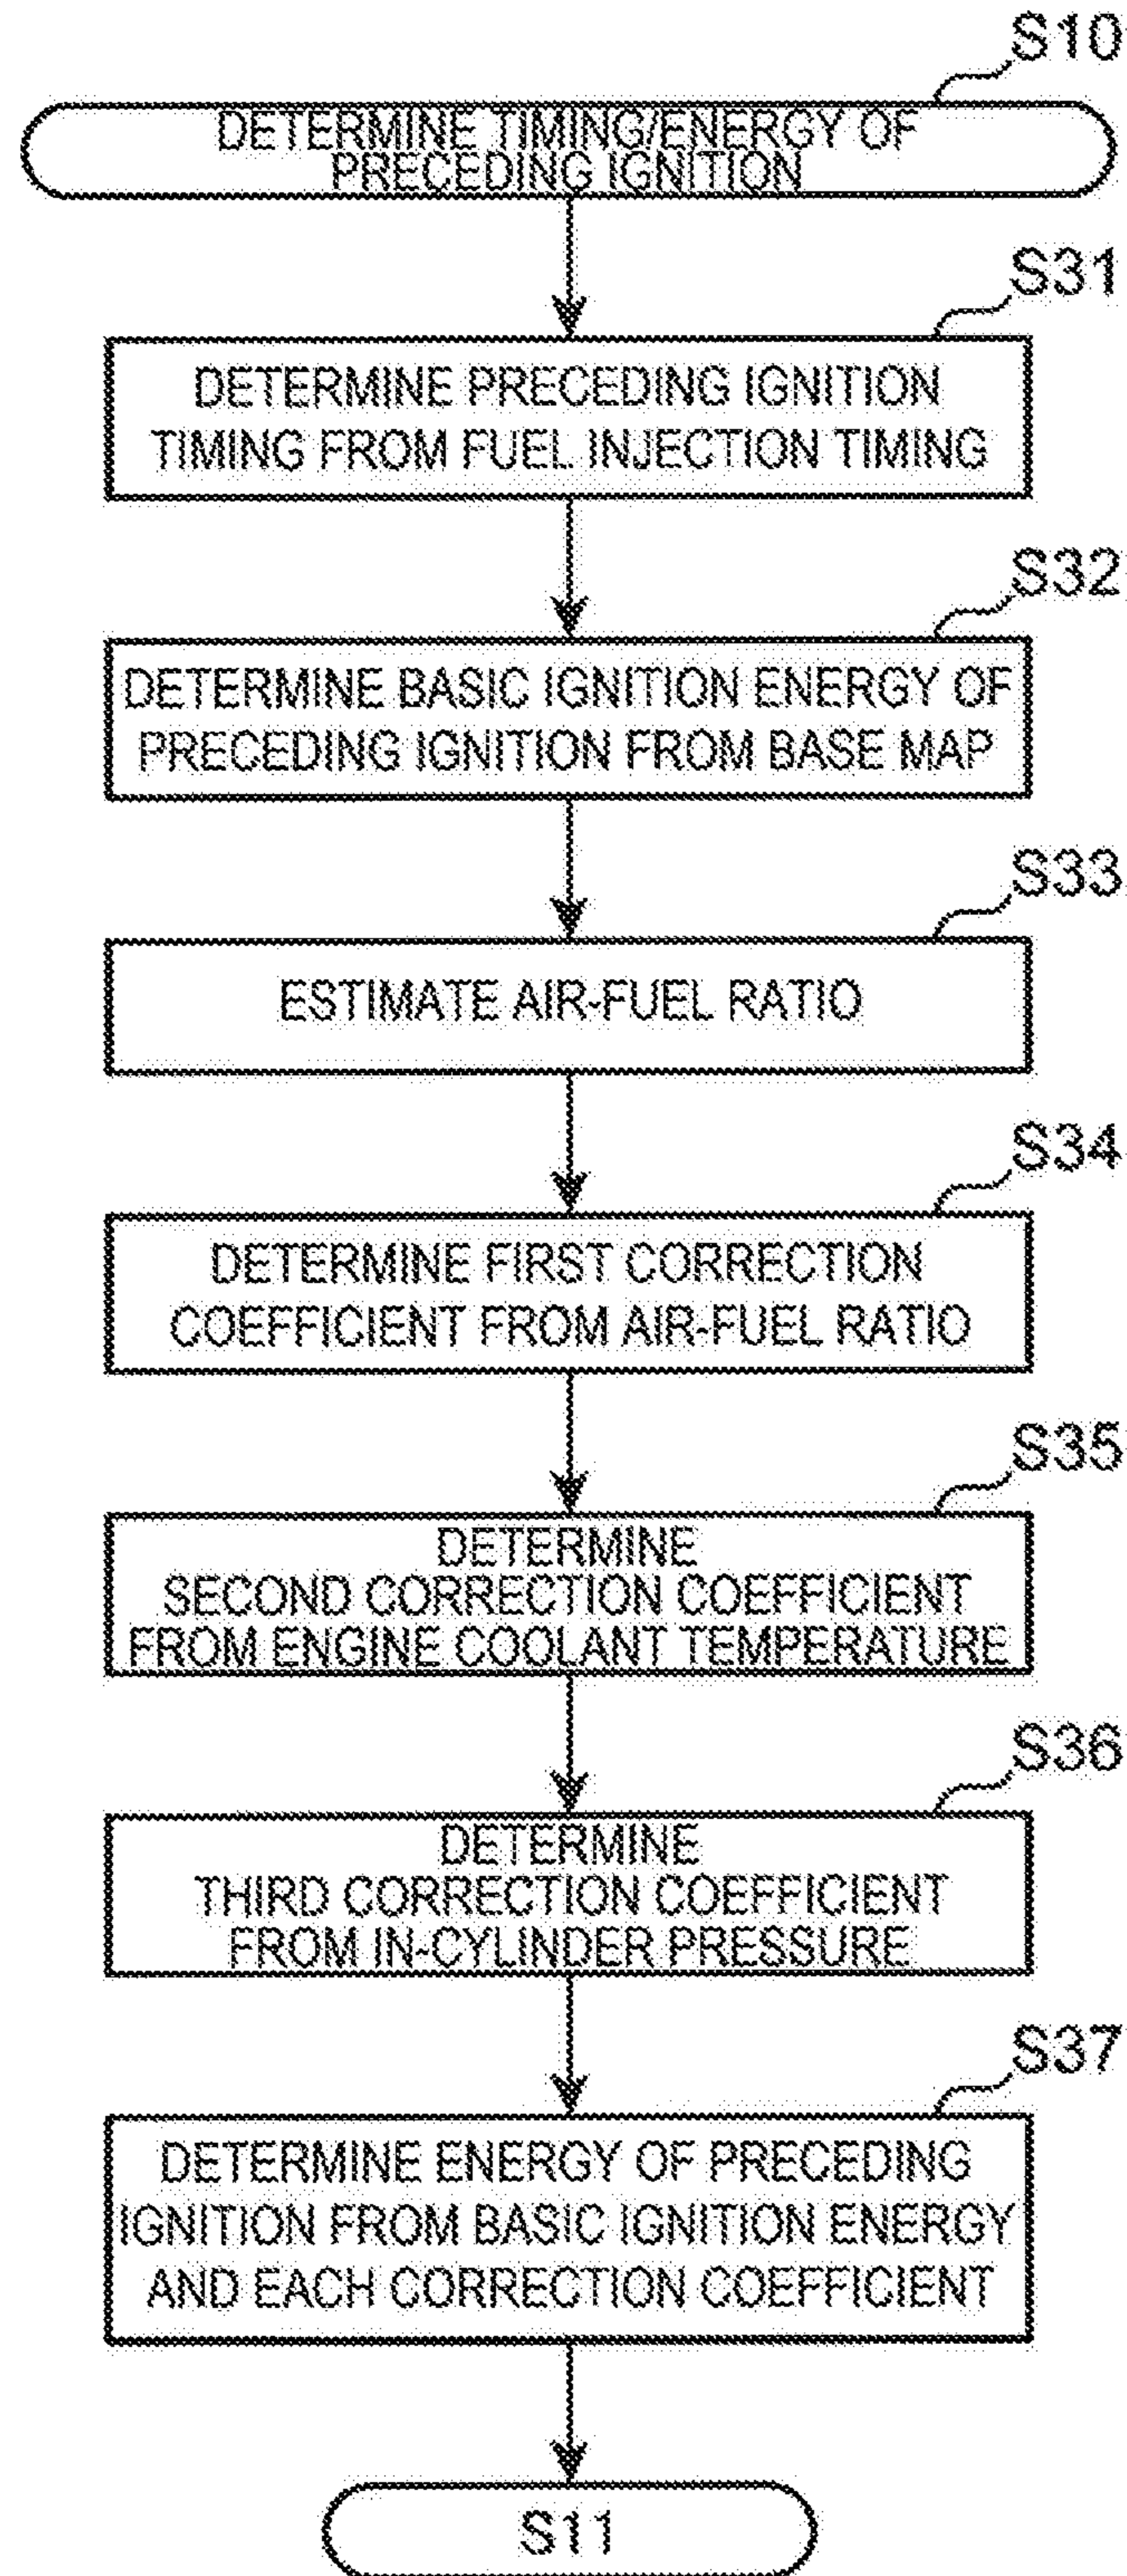 S10
DETERMINE TIMING/ENERGY OF
PRECEDING IGNITION
S31
DETERMINE PRECEDING IGNITION
TIMING FROM FUEL INJECTION TIMING
S32
DETERMINE BASIC IGNITION ENERGY OF
PRECEDING IGNITION FROM BASE MAP
S33
ESTIMATE AIR-FUEL RATIO
S34
DETERMINE FIRST CORRECTION
COEFFICIENT FROM AIR-FUEL RATIO
S35
DETERMINE
SECOND CORRECTION COEFFICIENT
FROM ENGINE COOLANT TEMPERATURE
S36
DETERMINE
THIRD CORRECTION COEFFICIENT
FROM IN-CYLINDER PRESSURE
S37
DETERMINE ENERGY OF PRECEDING
IGNITION FROM BASIC IGNITION ENERGY
AND EACH CORRECTION COEFFICIENT
S11